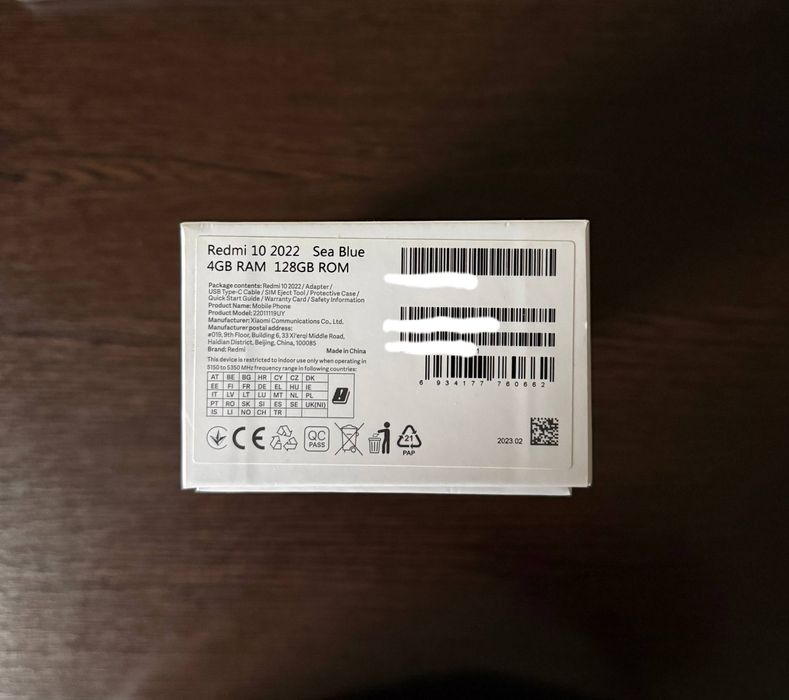 Redmi 10 2022 Sea Blue
4GB RAM 128GB ROM
Package contents: Redmi 10 2022 / Adapter /
USB Type-C Cable / SIM Eject Tool / Protective Case /
Quick Start Guide / Warranty Card / Safety Information
Product Name: Mobile Phone
Product Model: 22011119UY
Manufacturer: Xiaomi Communications Co., Ltd.
Manufacturer postal address:
#019, 9th Floor, Building 6, 33 Xi'erqi Middle Road,
Haidian District, Beijing, China, 100085
Brand: Redmi Made in China
This device is restricted to indoor use only when operating in
5150 to 5350 MHz frequency range in following countries:
AT BE BG HR CY CZ DK
EE FI FR DE EL HU IE
IT LV LT LU MT NL PL
PT RO SK SI ES SE UK(NI)
IS LI NO CH TR
CE
QC
PASS
21
PAP
1
6 934177 760662
2023.02